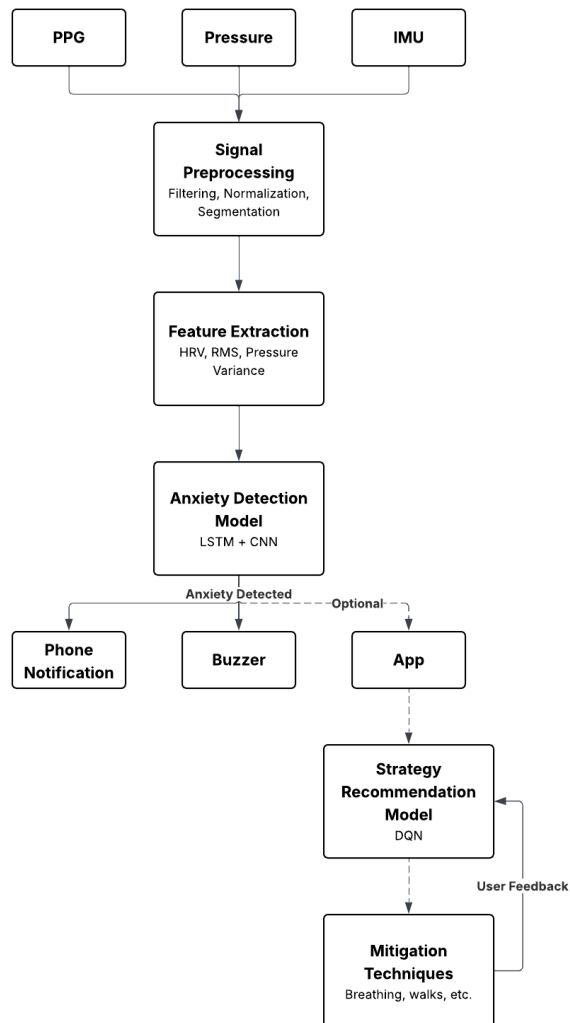 PPG
Pressure
IMU
Signal
Preprocessing
Filtering, Normalization,
Segmentation
Feature Extraction
HRV, RMS, Pressure
Variance
Anxiety Detection
Model
LSTM + CNN
Anxiety Detected
Optional
Phone
Notification
Buzzer
App
Strategy
Recommendation
Model
DQN
User Feedback
Mitigation
Techniques
Breathing, walks, etc.